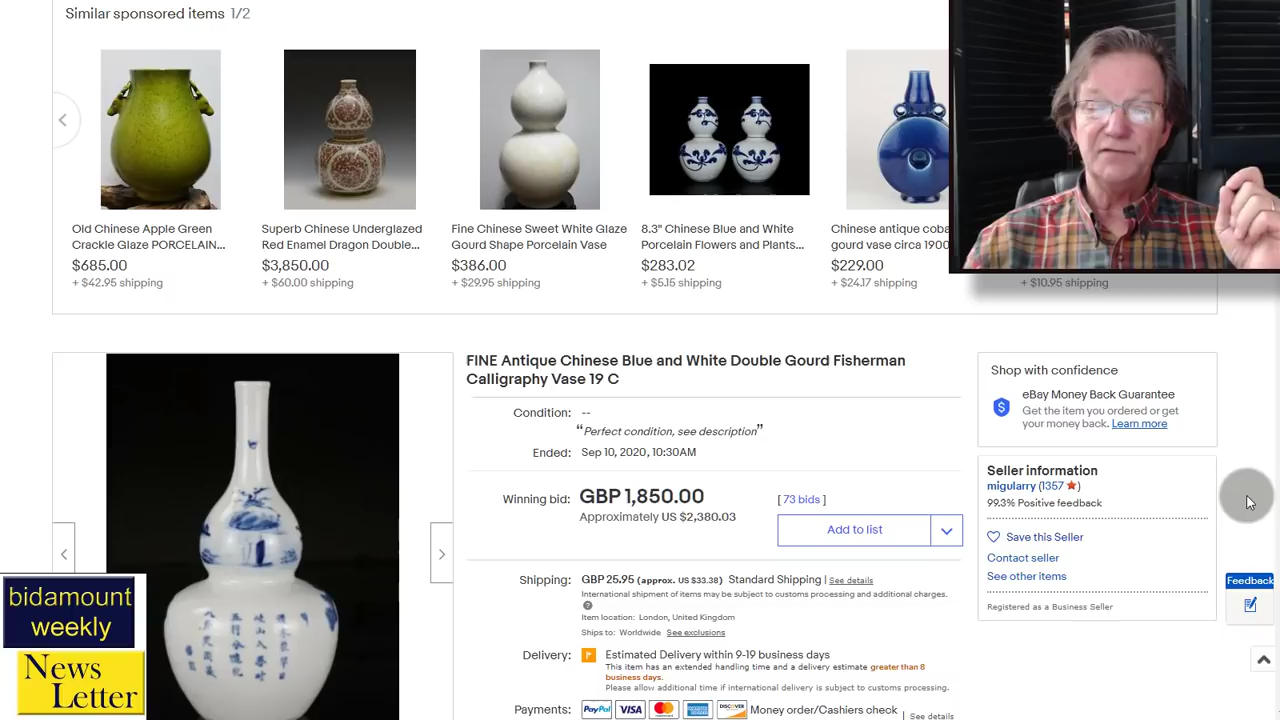 Similar sponsored items 1/2
Old Chinese Apple Green
Crackle Glaze PORCELAIN...
$685.00
+ $42.95 shipping
Superb Chinese Underglazed
Red Enamel Dragon Double...
$3,850.00
+ $60.00 shipping
Fine Chinese Sweet White Glaze
Gourd Shape Porcelain Vase
$386.00
+ $29.95 shipping
8.3" Chinese Blue and White
Porcelain Flowers and Plants...
$283.02
+ $5.15 shipping
Chinese antique coba
gourd vase circa 1900
$229.00
+ $24.17 shipping
+ $10.95 shipping
FINE Antique Chinese Blue and White Double Gourd Fisherman
Calligraphy Vase 19 C
Condition: --
“Perfect condition, see description”
Ended: Sep 10, 2020, 10:30AM
Winning bid: GBP 1,850.00 [ 73 bids ]
Approximately US $2,380.03
Add to list
Shipping: GBP 25.95 (approx. US $33.38) Standard Shipping | See details
International shipment of items may be subject to customs processing and additional charges.
?
Item location: London, United Kingdom
Ships to: Worldwide See exclusions
Delivery: Estimated Delivery within 9-19 business days
This item has an extended handling time and a delivery estimate greater than 8
business days.
Please allow additional time if international delivery is subject to customs processing.
Payments: PayPal VISA DISCOVER Money order/Cashiers check | See details
Shop with confidence
eBay Money Back Guarantee
Get the item you ordered or get
your money back. Learn more
Seller information
migularry (1357 ★)
99.3% Positive feedback
Save this Seller
Contact seller
See other items
Registered as a Business Seller
Feedback
bidamount
weekly
News
Letter